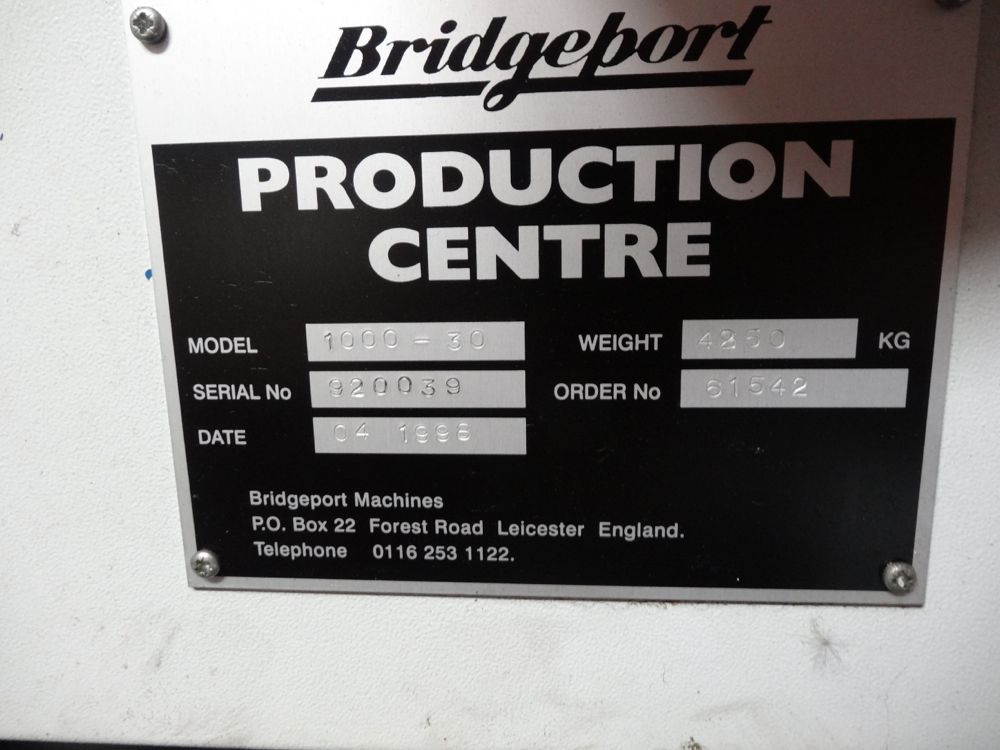 Bridgeport
PRODUCTION
CENTRE
MODEL 1000-30 WEIGHT 4250 KG
SERIAL No 920039 ORDER No 61542
DATE 04 1998
Bridgeport Machines
P.O. Box 22 Forest Road Leicester England.
Telephone 0116 253 1122.